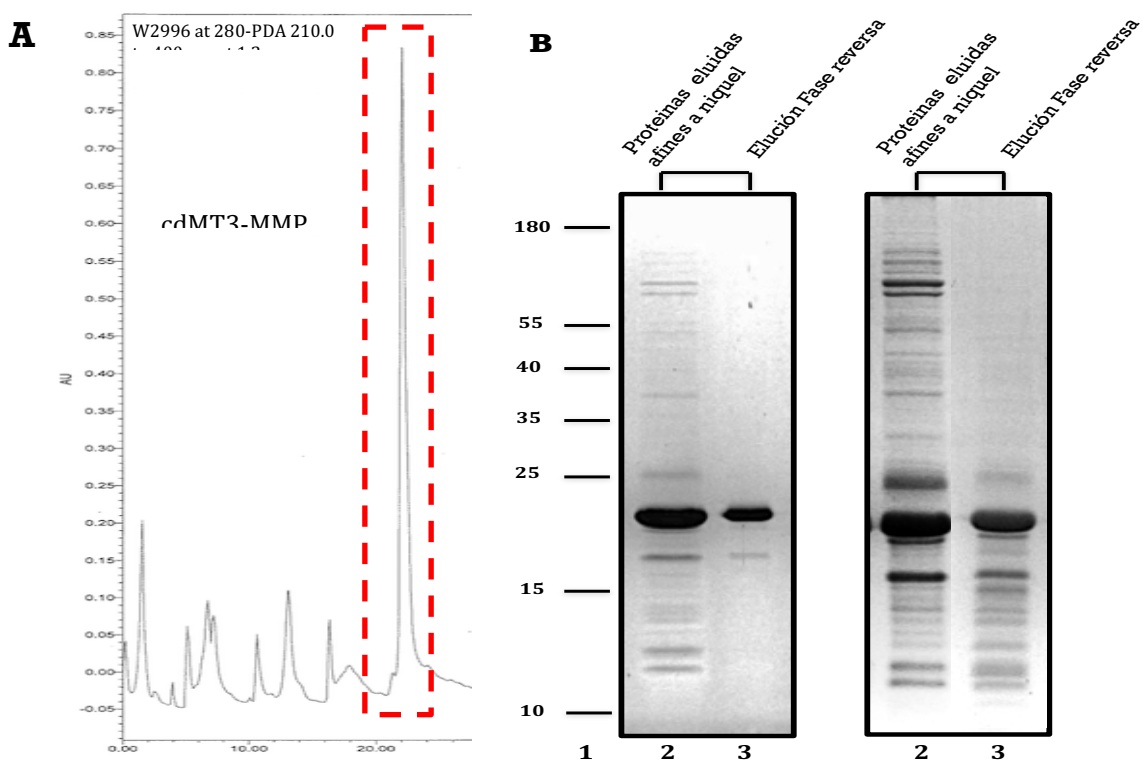 A
W2996 at 280-PDA 210.0
cdMT3-MMP
AU
0.85
0.80
0.75
0.70
0.65
0.60
0.55
0.50
0.45
0.40
0.35
0.30
0.25
0.20
0.15
0.10
0.05
0.00
-0.05
0.00
10.00
20.00
B
Proteinas eluidas
afines a niquel
Elución Fase reversa
Proteinas eluidas
afines a niquel
Elución Fase reversa
180
55
40
35
25
15
10
1 2 3
2 3